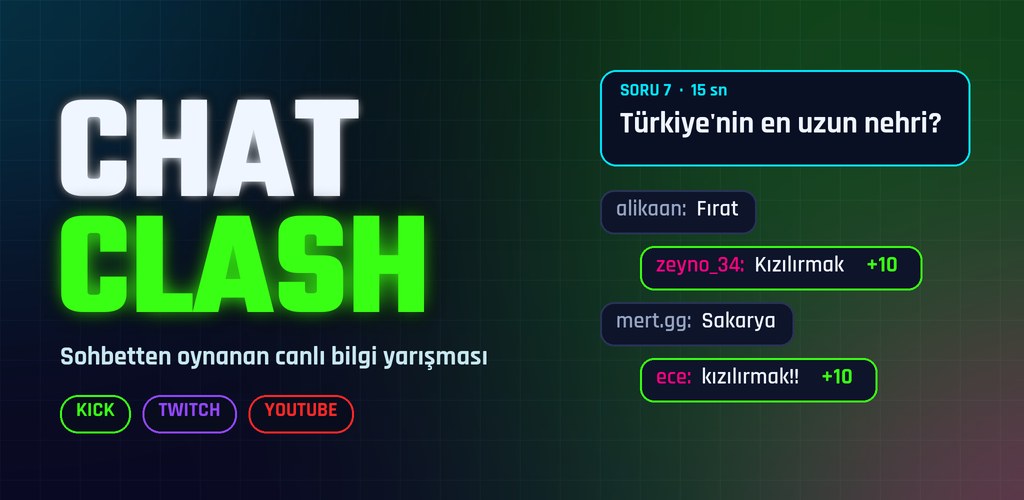 CHAT
CLASH
Sohbetten oynanan canlı bilgi yarışması
KICK
TWITCH
YOUTUBE
SORU 7 · 15 sn
Türkiye'nin en uzun nehri?
alikaan: Fırat
zeyno_34: Kızılırmak +10
mert.gg: Sakarya
ece: kızılırmak!! +10